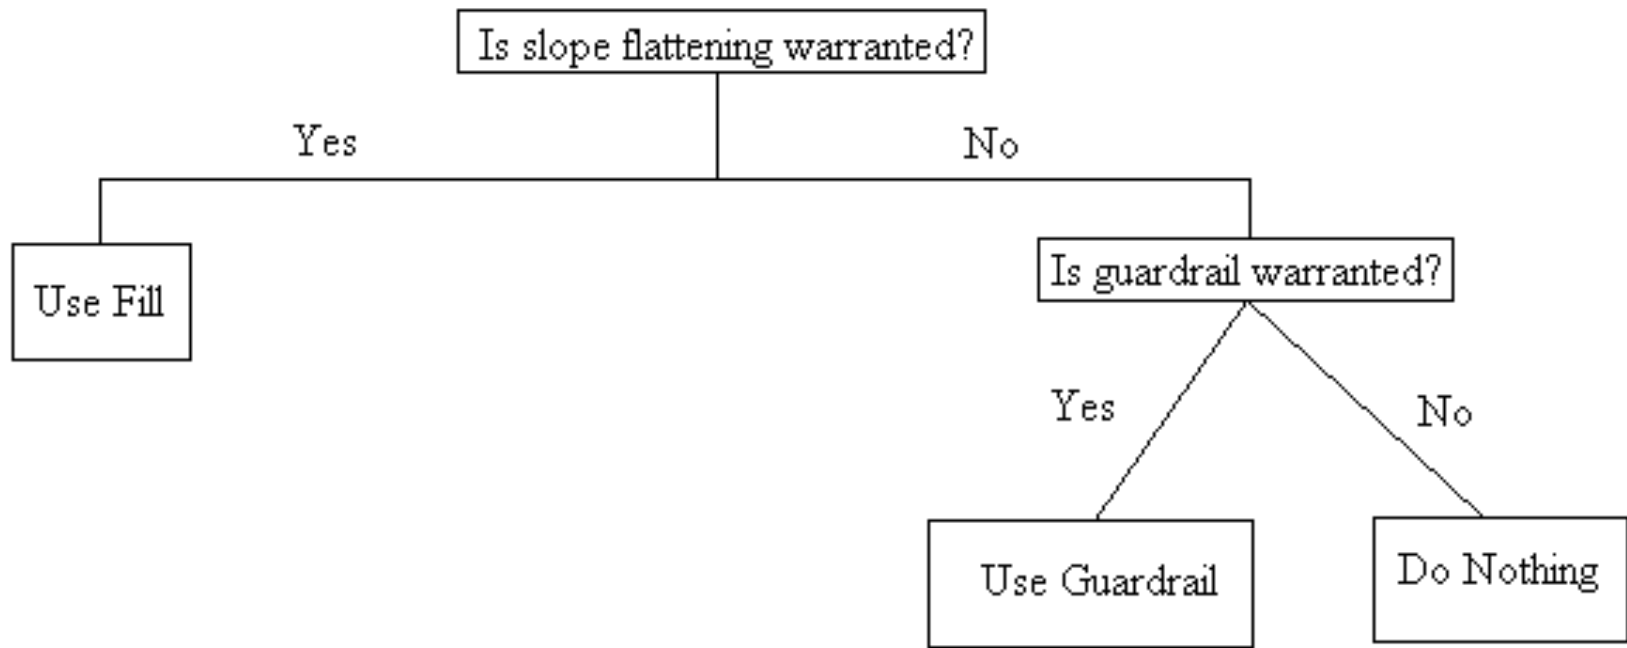 Is slope flattening warranted?
Yes
No
Use Fill
Is guardrail warranted?
Yes
No
Use Guardrail
Do Nothing